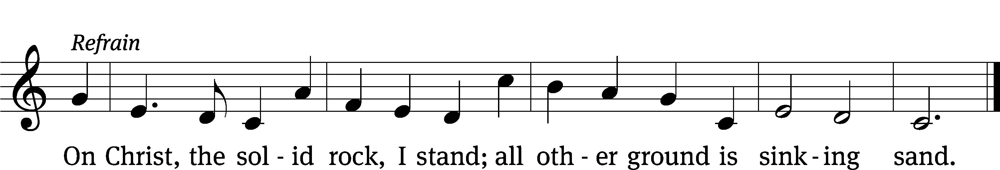 Refrain
On Christ, the sol - id rock, I stand; all oth - er ground is sink - ing sand.